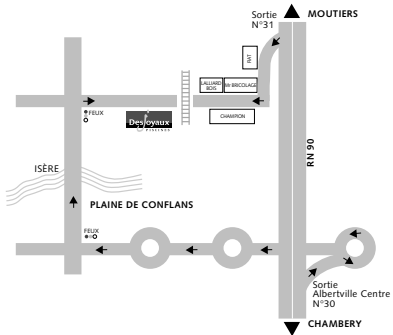 Sortie
N°31
MOUTIERS
FIAT
LALLIARD
BOIS
Mr BRICOLAGE
FEUX
Desjoyaux
PISCINES
CHAMPION
RN 90
ISÈRE
PLAINE DE CONFLANS
FEUX
Sortie
Albertville Centre
N°30
CHAMBERY